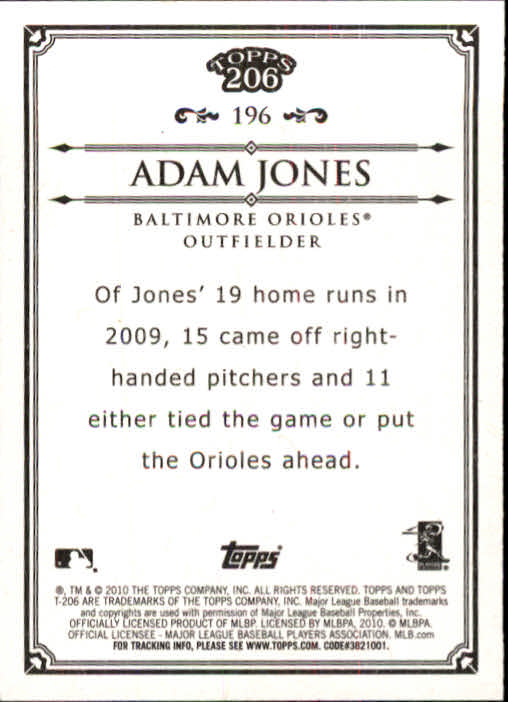 TOPPS
206
196
ADAM JONES
BALTIMORE ORIOLES®
OUTFIELDER
Of Jones' 19 home runs in
2009, 15 came off right-
handed pitchers and 11
either tied the game or put
the Orioles ahead.
Topps
®, TM & © 2010 THE TOPPS COMPANY, INC. ALL RIGHTS RESERVED. TOPPS AND TOPPS
T-206 ARE TRADEMARKS OF THE TOPPS COMPANY, INC. Major League Baseball trademarks
and copyrights are used with permission of Major League Baseball Properties, Inc.
OFFICIALLY LICENSED PRODUCT OF MLBP. LICENSED BY MLBPA, 2010. © MLBPA.
OFFICIAL LICENSEE - MAJOR LEAGUE BASEBALL PLAYERS ASSOCIATION. MLB.com
FOR TRACKING INFO, PLEASE SEE WWW.TOPPS.COM. CODE#3821001.